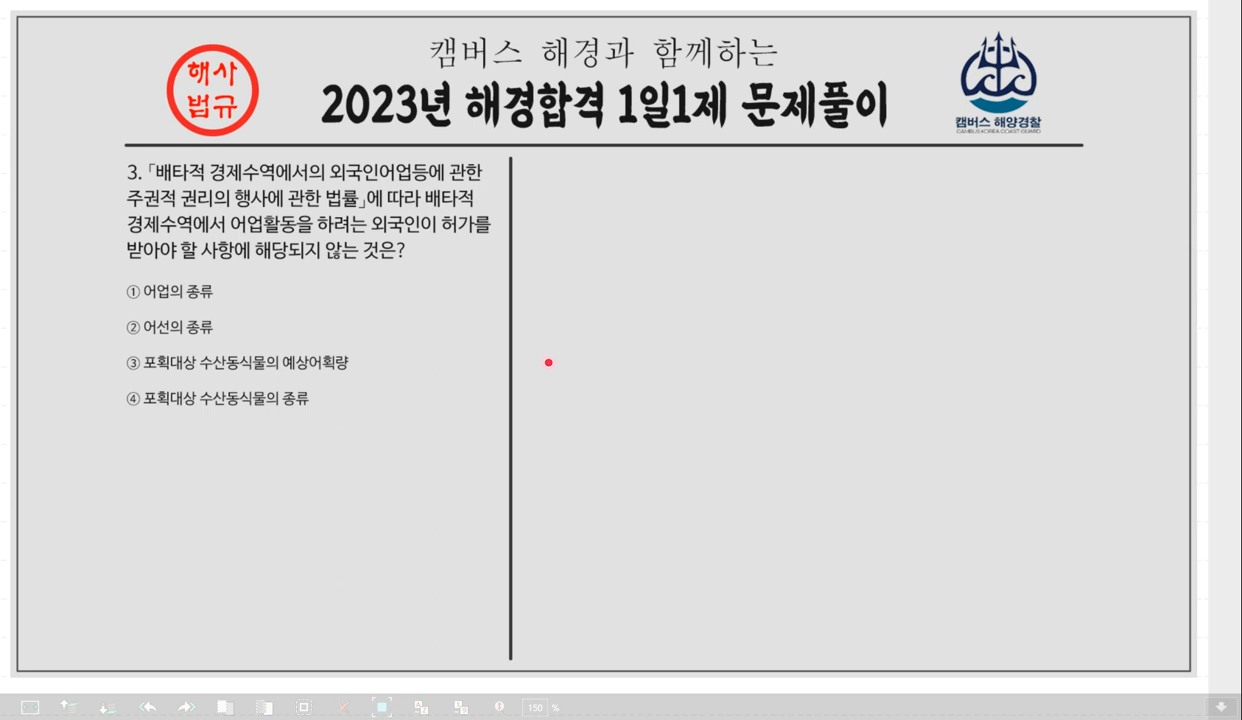 해사
법규
캠버스 해경과 함께하는
2023년 해경합격 1일1제 문제풀이
캠버스 해양경찰
CAMBUS KOREA COAST GUARD
3. 「배타적 경제수역에서의 외국인어업등에 관한
주권적 권리의 행사에 관한 법률」에 따라 배타적
경제수역에서 어업활동을 하려는 외국인이 허가를
받아야 할 사항에 해당되지 않는 것은?
① 어업의 종류
② 어선의 종류
③ 포획대상 수산동식물의 예상어획량
④ 포획대상 수산동식물의 종류
150 %